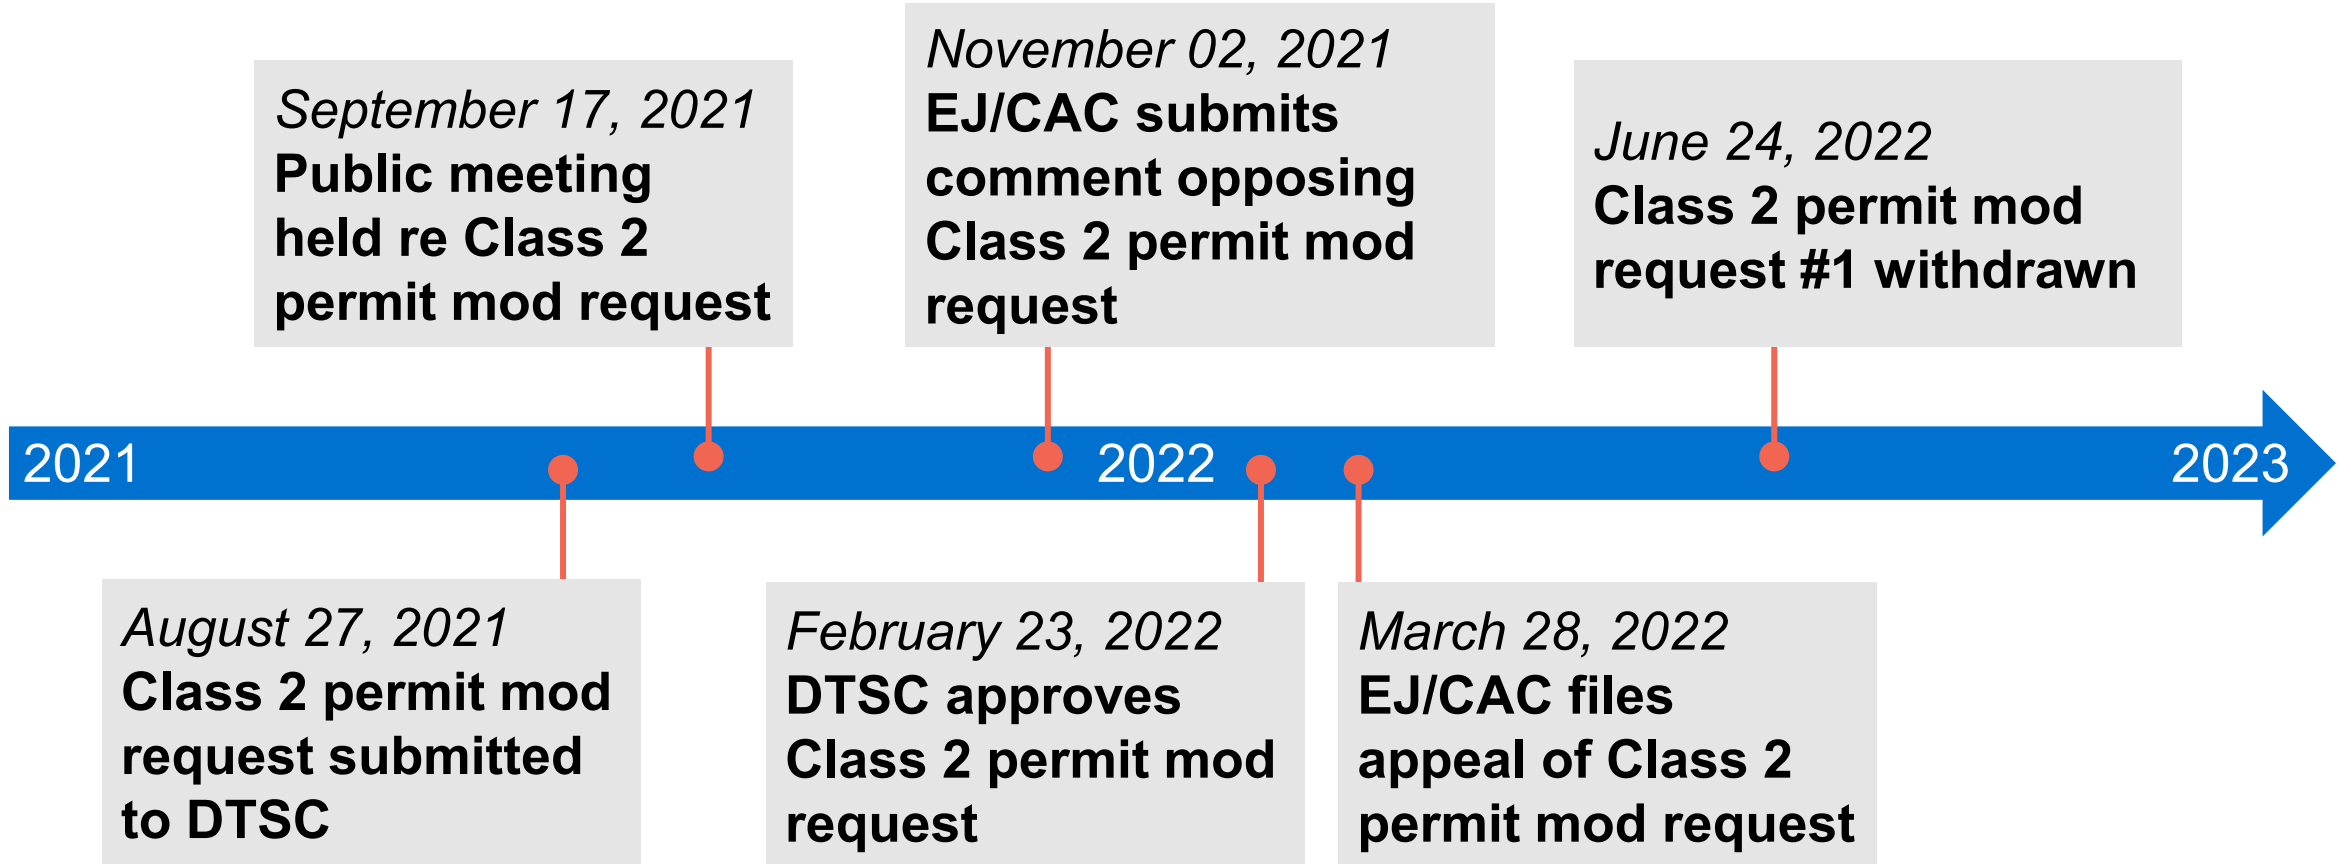 September 17, 2021
Public meeting
held re Class 2
permit mod request
November 02, 2021
EJ/CAC submits
comment opposing
Class 2 permit mod
request
June 24, 2022
Class 2 permit mod
request #1 withdrawn
2021
2022
2023
August 27, 2021
Class 2 permit mod
request submitted
to DTSC
February 23, 2022
DTSC approves
Class 2 permit mod
request
March 28, 2022
EJ/CAC files
appeal of Class 2
permit mod request